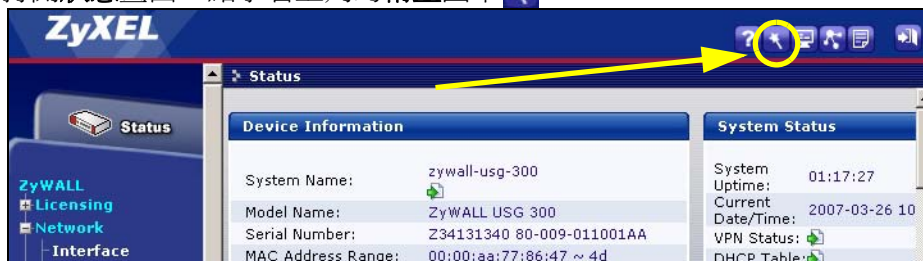 ZyXEL
?
Status
Status
Device Information
System Status
System Name:
zywall-usg-300
System Uptime:
01:17:27
Model Name:
ZyWALL USG 300
Current Date/Time:
2007-03-26 10
Serial Number:
Z34131340 80-009-011001AA
VPN Status:
MAC Address Range:
00:00:aa:77:86:47 ~ 4d
DHCP Table:
ZyWALL
Licensing
Network
Interface